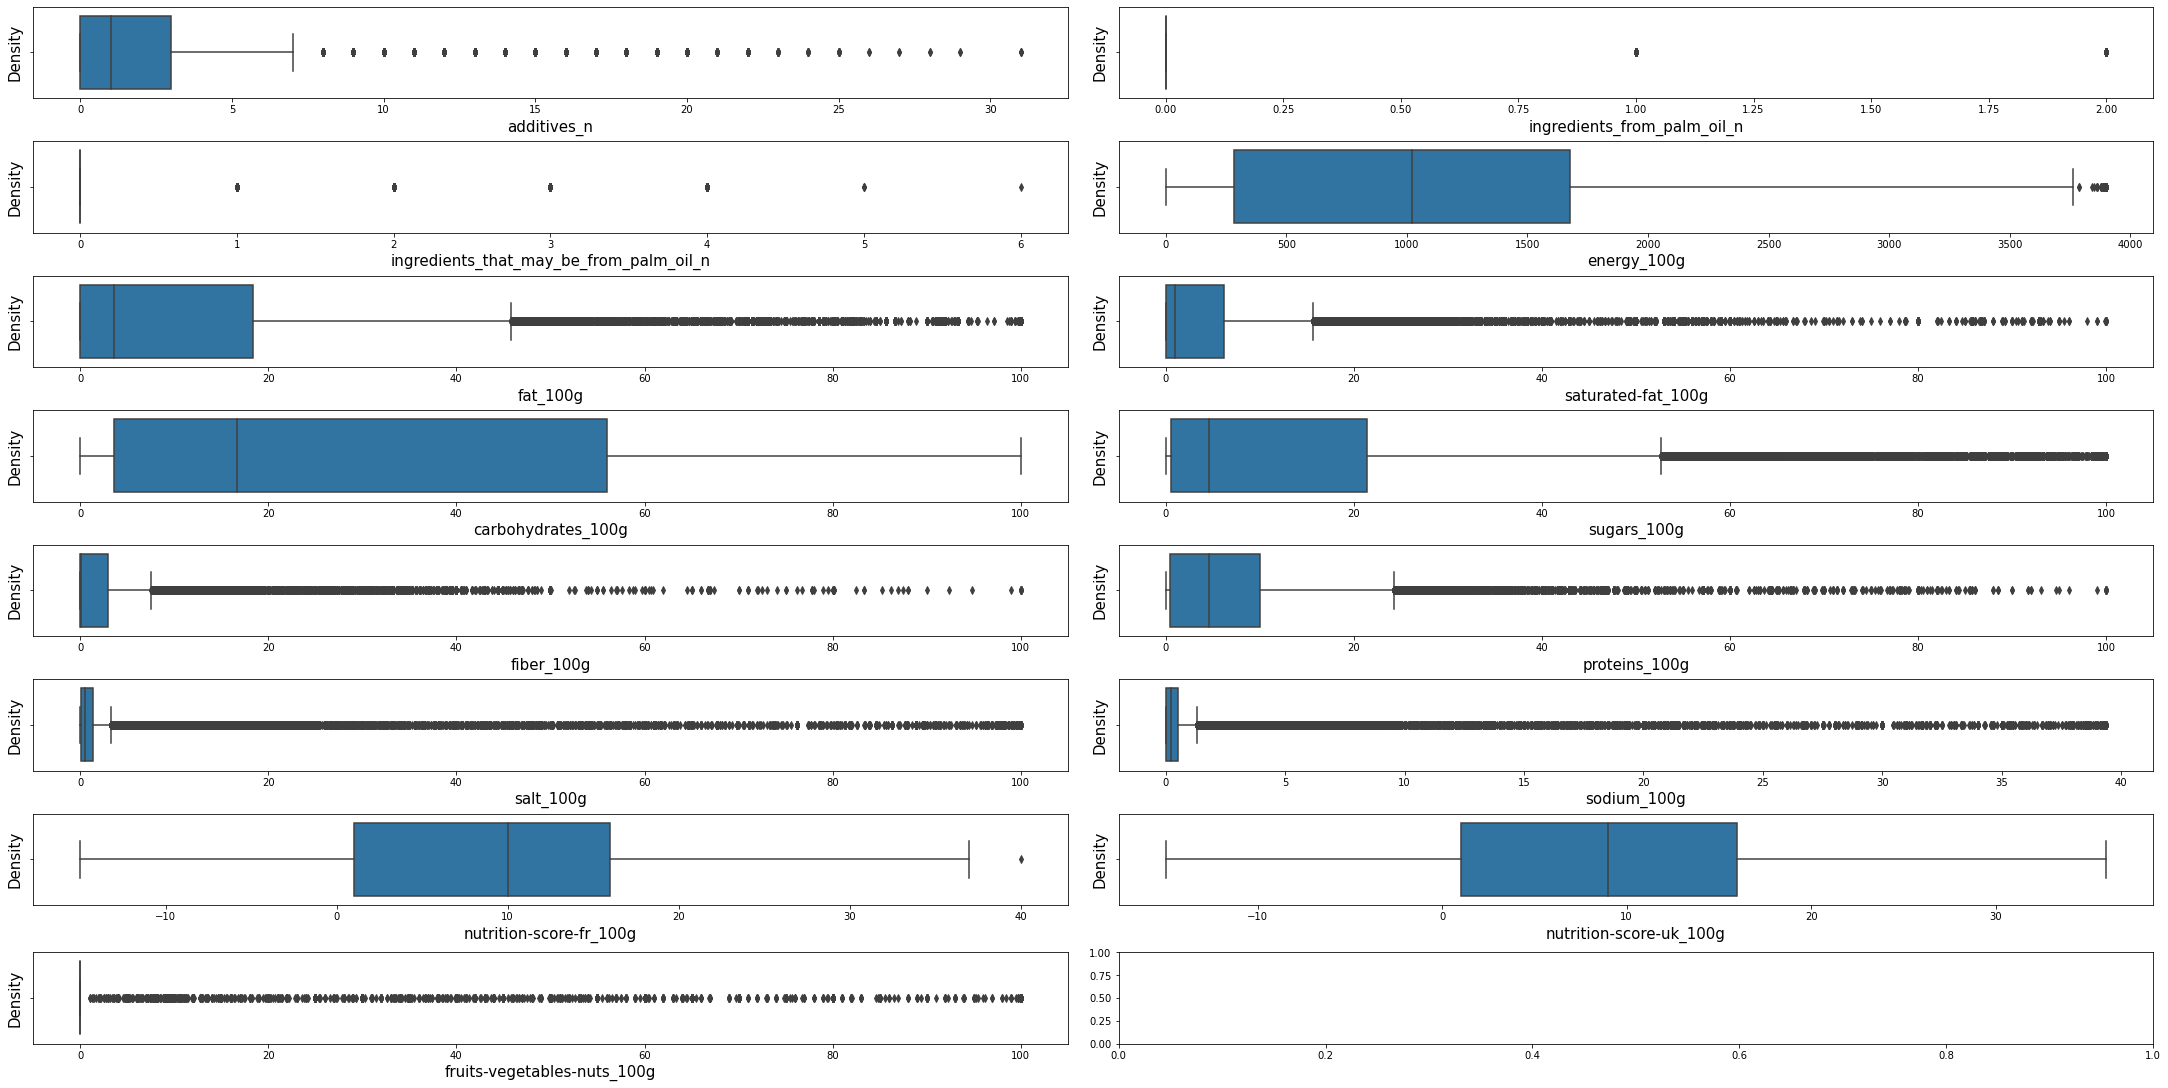 Density
0 5 10 15 20 25 30
additives_n
Density
0.00 0.25 0.50 0.75 1.00 1.25 1.50 1.75 2.00
ingredients_from_palm_oil_n
Density
0 1 2 3 4 5 6
ingredients_that_may_be_from_palm_oil_n
Density
0 500 1000 1500 2000 2500 3000 3500 4000
energy_100g
Density
0 20 40 60 80 100
fat_100g
Density
0 20 40 60 80 100
saturated-fat_100g
Density
0 20 40 60 80 100
carbohydrates_100g
Density
0 20 40 60 80 100
sugars_100g
Density
0 20 40 60 80 100
fiber_100g
Density
0 20 40 60 80 100
proteins_100g
Density
0 20 40 60 80 100
salt_100g
Density
0 5 10 15 20 25 30 35 40
sodium_100g
Density
−10 0 10 20 30 40
nutrition-score-fr_100g
Density
−10 0 10 20 30
nutrition-score-uk_100g
Density
0 20 40 60 80 100
fruits-vegetables-nuts_100g
1.00
0.75
0.50
0.25
0.00
0.0 0.2 0.4 0.6 0.8 1.0